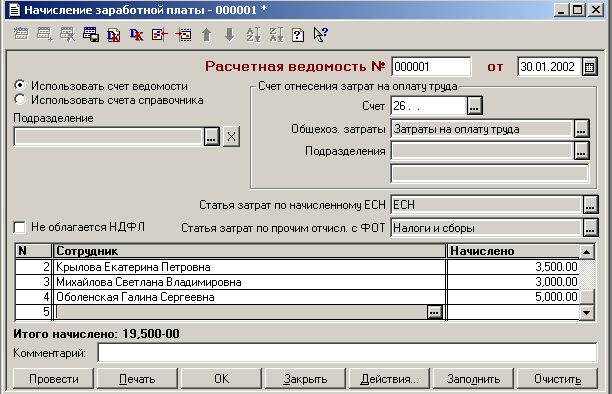 Начисление заработной платы - 000001 *
Расчетная ведомость № 000001 от 30.01.2002
Использовать счет ведомости
Использовать счета справочника
Подразделение
... X
Счет отнесения затрат на оплату труда
Счет 26 . . ...
Общехоз. затраты Затраты на оплату труда ...
Подразделения ...
Статья затрат по начисленному ЕСН ЕСН ...
Не облагается НДФЛ
Статья затрат по прочим отчисл. с ФОТ Налоги и сборы ...
N Сотрудник Начислено
2 Крылова Екатерина Петровна 3,500.00
3 Михайлова Светлана Владимировна 3,000.00
4 Оболенская Галина Сергеевна 5,000.00
5 ...
Итого начислено: 19,500-00
Комментарий:
Провести Печать OK Закрыть Действия... Заполнить Очистить